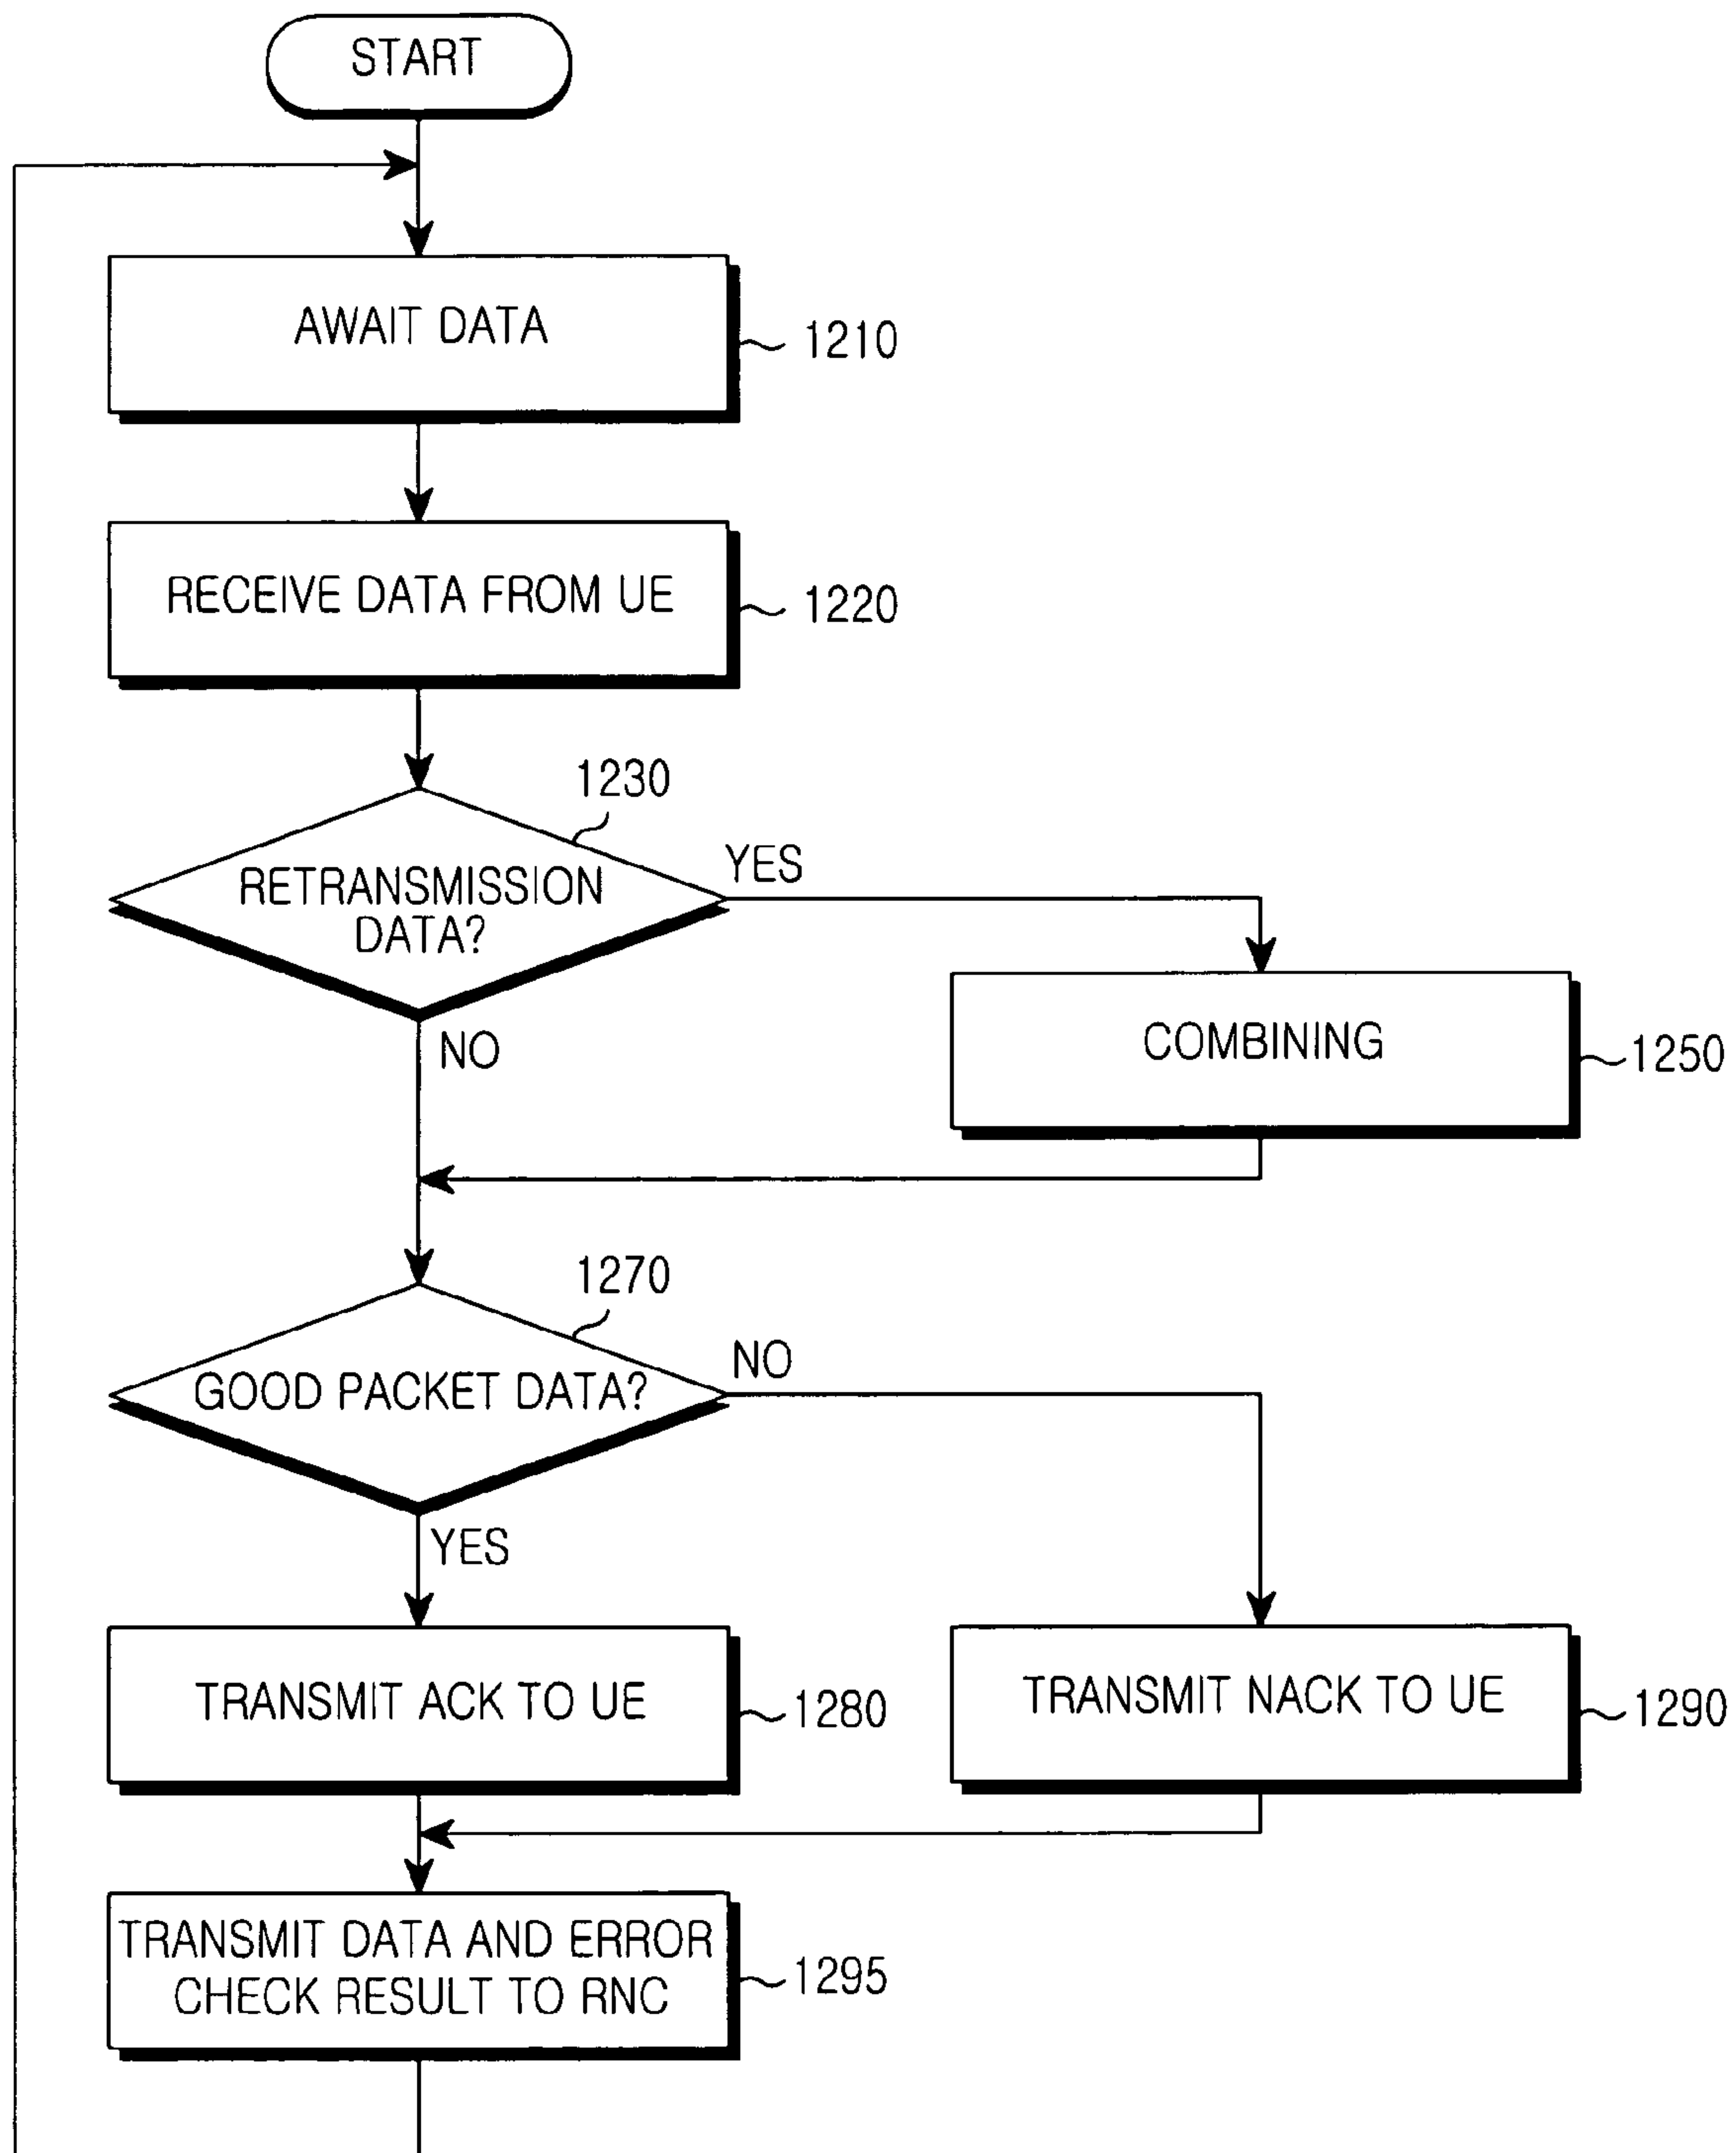 START
AWAIT DATA
1210
RECEIVE DATA FROM UE
1220
1230
RETRANSMISSION
DATA?
YES
NO
COMBINING
1250
1270
GOOD PACKET DATA?
NO
YES
TRANSMIT ACK TO UE
1280
TRANSMIT NACK TO UE
1290
TRANSMIT DATA AND ERROR
CHECK RESULT TO RNC
1295